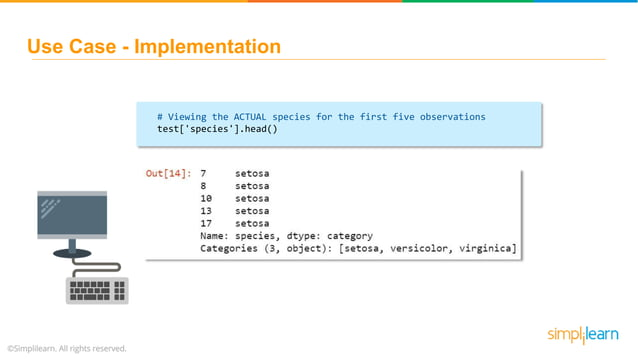 Use Case - Implementation
# Viewing the ACTUAL species for the first five observations
test['species'].head()
Out[14]: 7 setosa
8 setosa
10 setosa
13 setosa
17 setosa
Name: species, dtype: category
Categories (3, object): [setosa, versicolor, virginica]
©Simplilearn. All rights reserved.
simplilearn